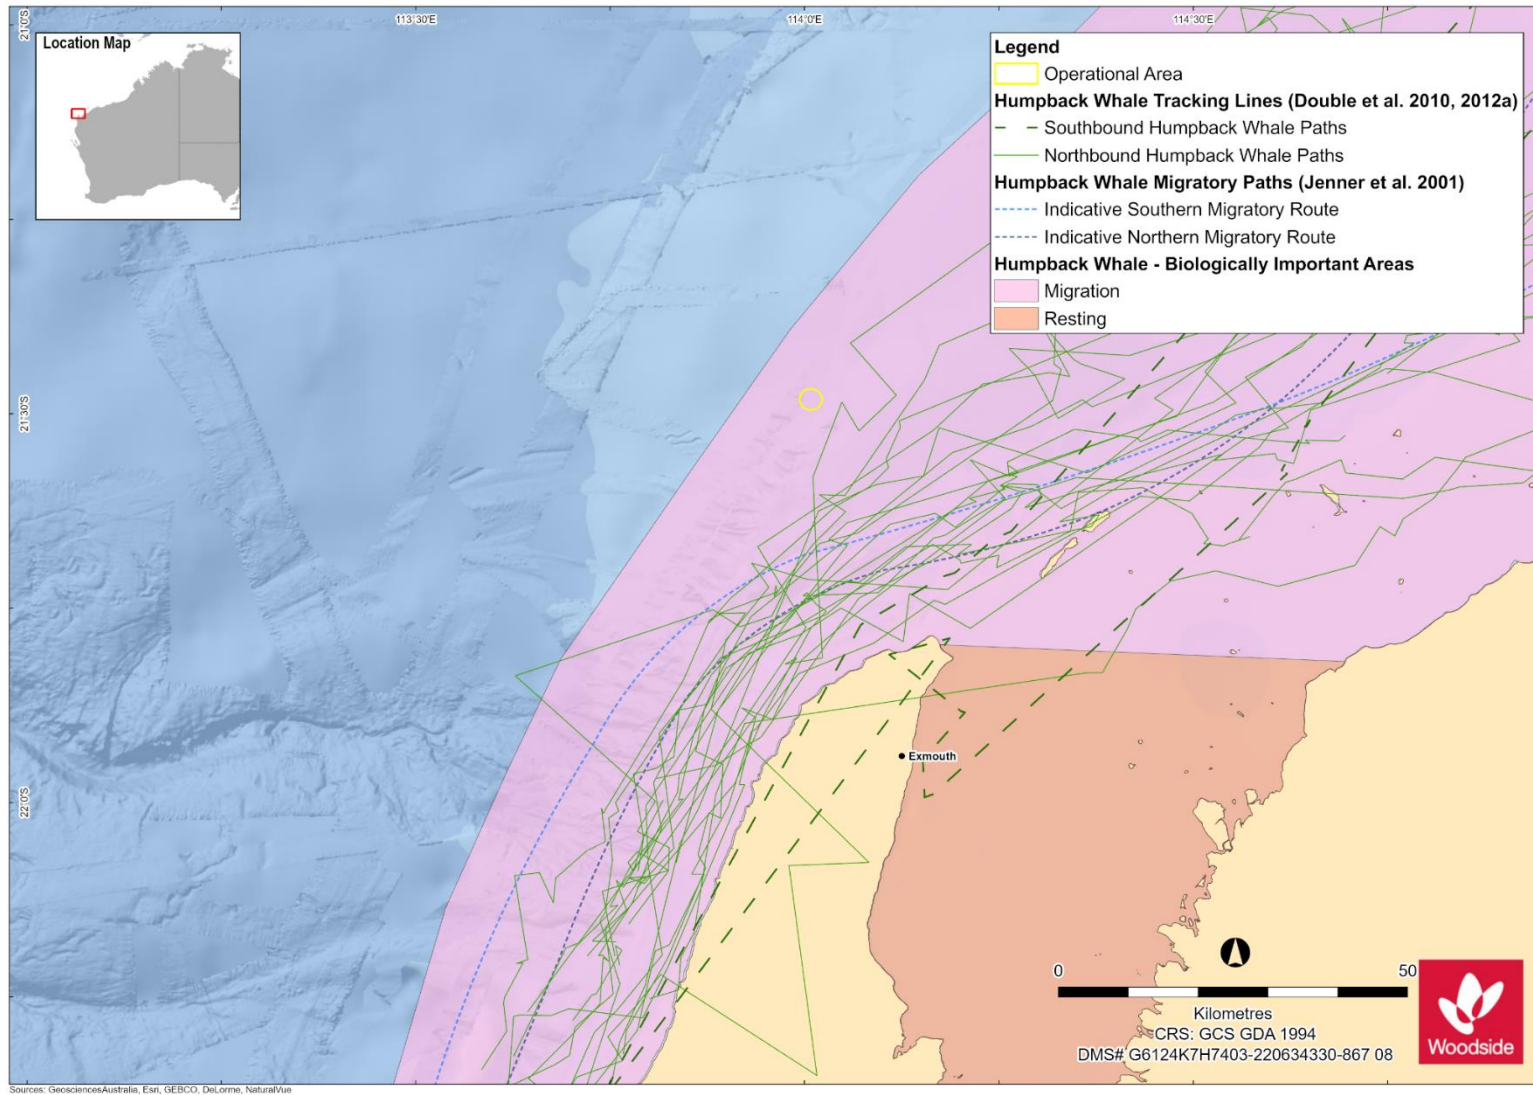 113°30'E
114°0'E
114°30'E
21°0'S
Location Map
Legend
Operational Area
Humpback Whale Tracking Lines (Double et al. 2010, 2012a)
Southbound Humpback Whale Paths
Northbound Humpback Whale Paths
Humpback Whale Migratory Paths (Jenner et al. 2001)
Indicative Southern Migratory Route
Indicative Northern Migratory Route
Humpback Whale - Biologically Important Areas
Migration
Resting
21°30'S
Exmouth
22°0'S
0 50
Kilometres
CRS: GCS GDA 1994
DMS# G6124K7H7403-220634330-867 08
Woodside
Sources: GeosciencesAustralia, Esri, GEBCO, DeLorme, NaturalVue